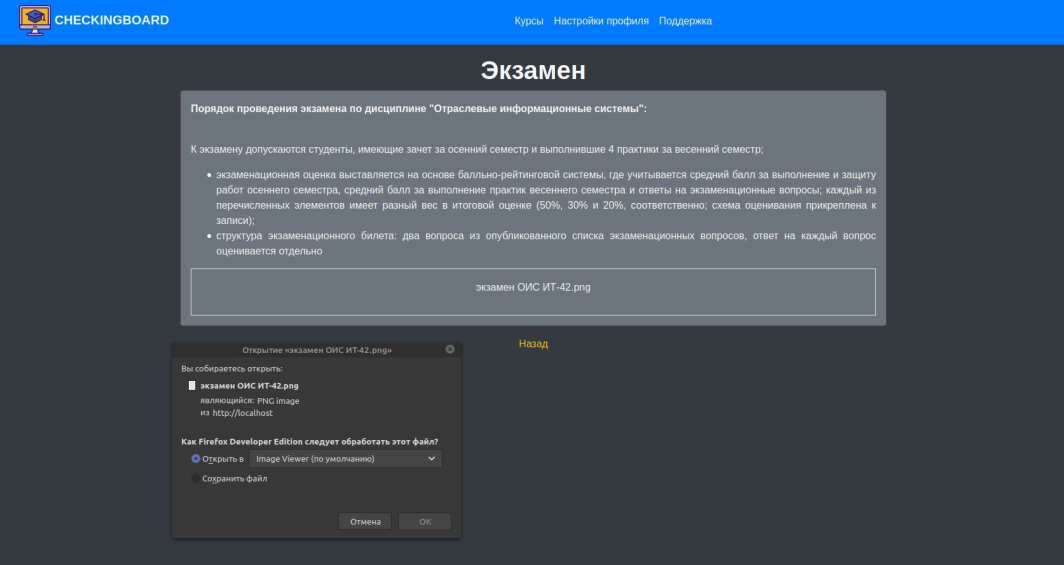 CHECKINGBOARD
Курсы Настройки профиля Поддержка
Экзамен
Порядок проведения экзамена по дисциплине "Отраслевые информационные системы":
К экзамену допускаются студенты, имеющие зачет за осенний семестр и выполнившие 4 практики за весенний семестр;
экзаменационная оценка выставляется на основе балльно-рейтинговой системы, где учитывается средний балл за выполнение и защиту
работ осеннего семестра, средний балл за выполнение практик весеннего семестра и ответы на экзаменационные вопросы; каждый из
перечисленных элементов имеет разный вес в итоговой оценке (50%, 30% и 20%, соответственно; схема оценивания прикреплена к
записи);
структура экзаменационного билета: два вопроса из опубликованного списка экзаменационных вопросов, ответ на каждый вопрос
оценивается отдельно
экзамен ОИС ИТ-42.png
Назад
Открытие «экзамен ОИС ИТ-42.png»
Вы собираетесь открыть:
экзамен ОИС ИТ-42.png
являющийся: PNG image
из http://localhost
Как Firefox Developer Edition следует обработать этот файл?
Открыть в Image Viewer (по умолчанию)
Сохранить файл
Отмена OK